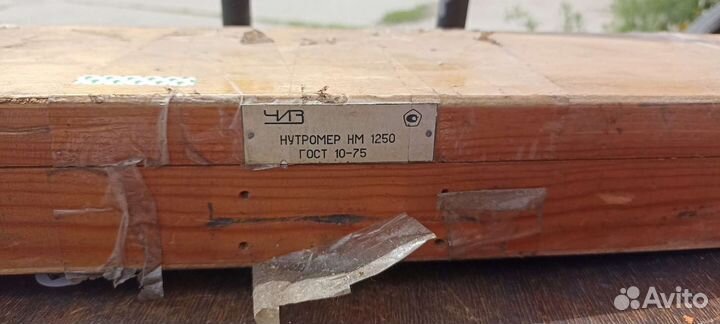 ЧИЗ
НУТРОМЕР НМ 1250
ГОСТ 10-75
Avito